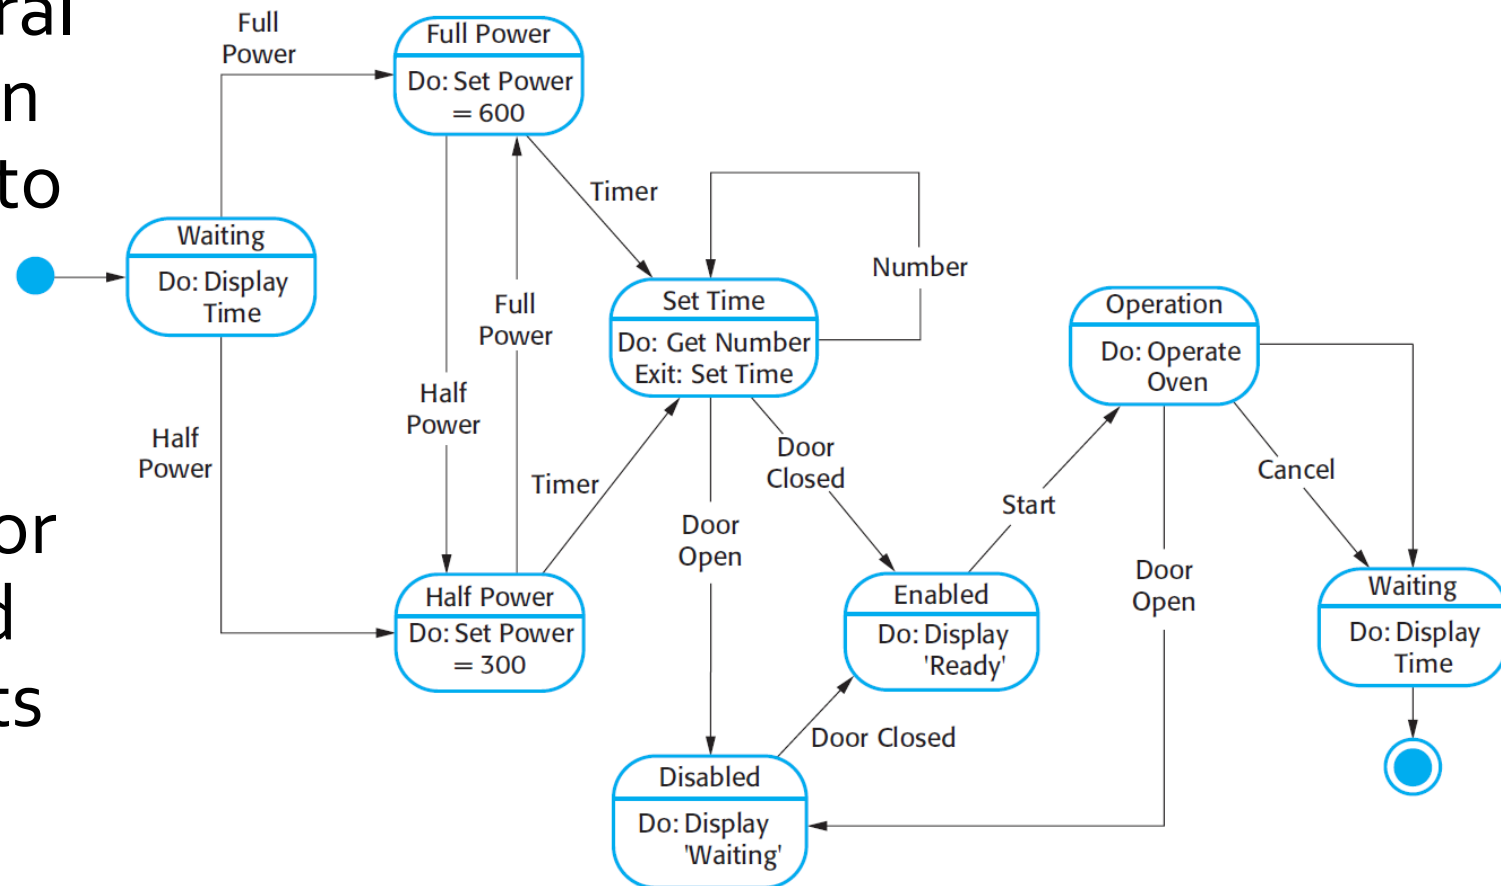 Full
Power
Full Power
Do: Set Power
= 600
to
Timer
Waiting
Do: Display
Time
Number
Full
Power
Set Time
Do: Get Number
Exit: Set Time
Operation
Do: Operate
Oven
Half
Power
Half
Power
Timer
Door
Closed
Cancel
Start
Door
Open
Door
Open
or
Half Power
Do: Set Power
= 300
Enabled
Do: Display
'Ready'
Waiting
Do: Display
Time
Door Closed
Disabled
Do: Display
'Waiting'